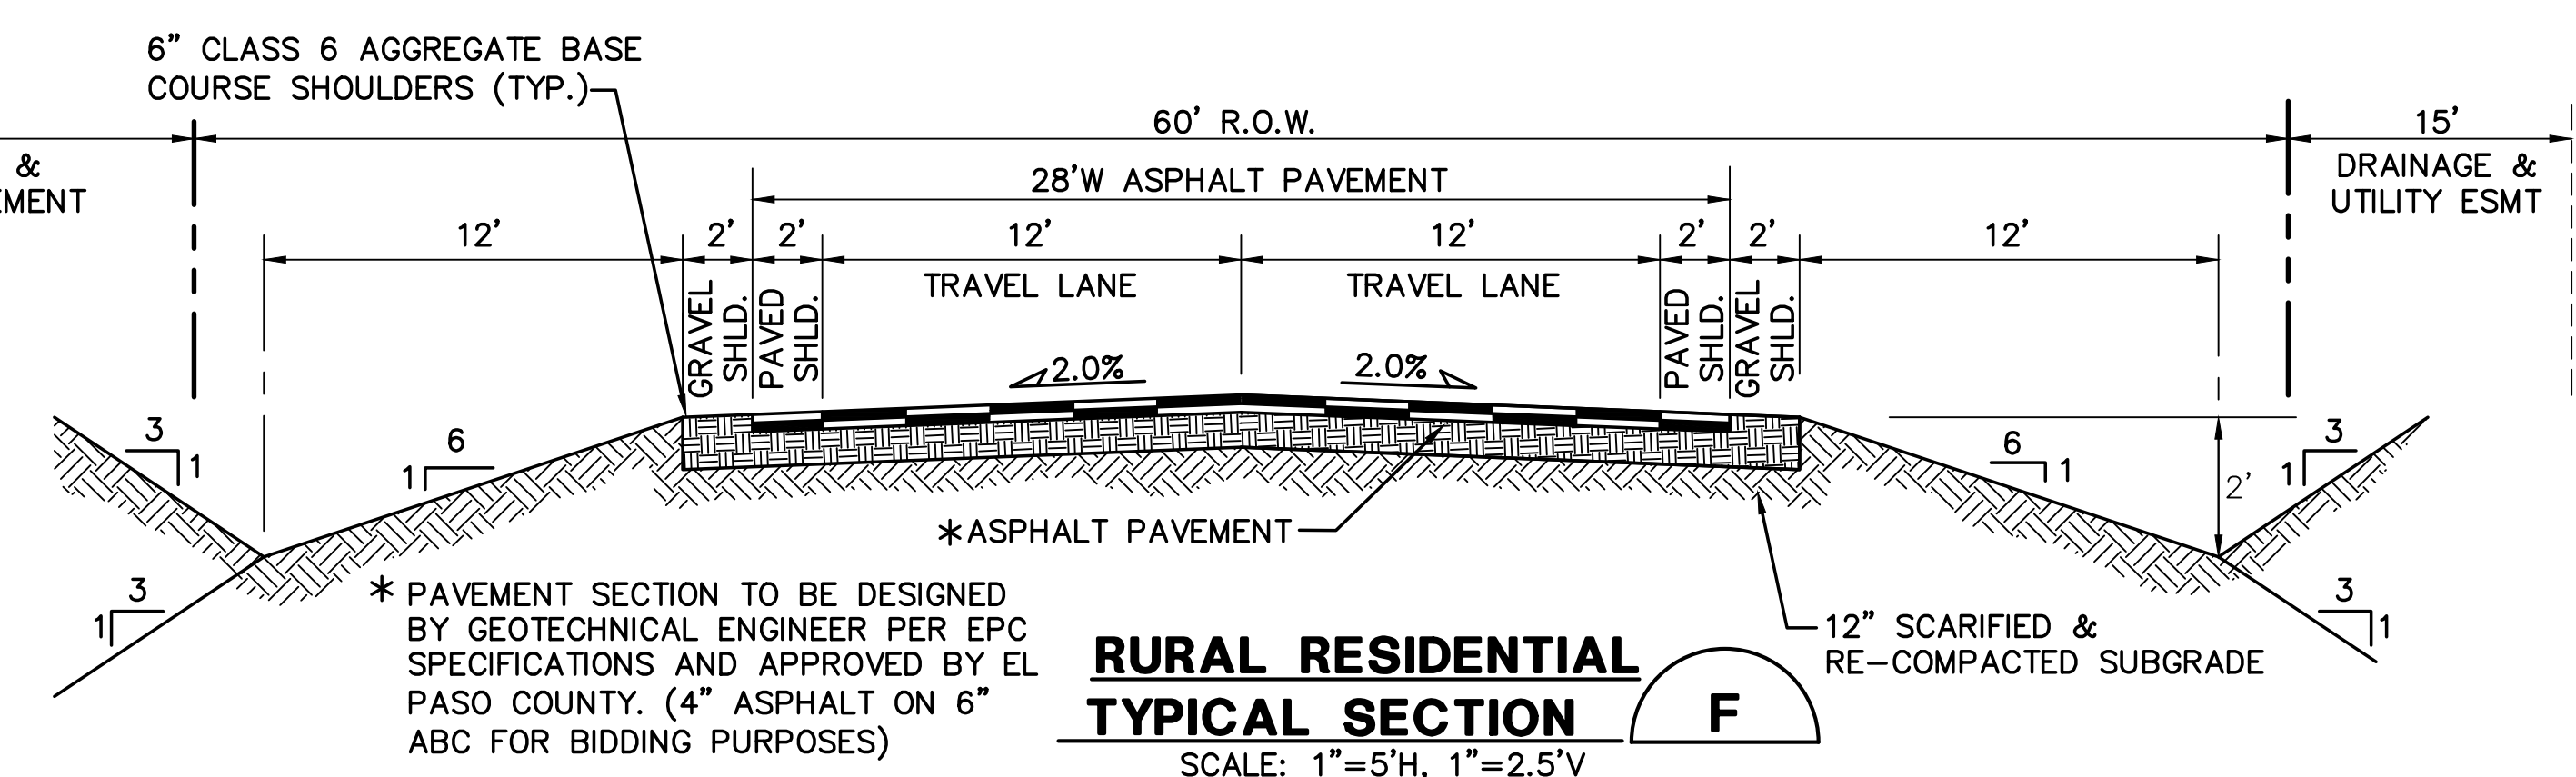 6” CLASS 6 AGGREGATE BASE
COURSE SHOULDERS (TYP.)
60' R.O.W.
15'
&
EMENT
DRAINAGE &
UTILITY ESMT
28'W ASPHALT PAVEMENT
12' 2' 2' 12' 12' 2' 2' 12'
GRAVEL
SHLD.
PAVED
SHLD.
TRAVEL LANE
TRAVEL LANE
PAVED
SHLD.
GRAVEL
SHLD.
2.0% 2.0%
3
1
6
1
6
1
2'
3
1
*ASPHALT PAVEMENT
3
1
* PAVEMENT SECTION TO BE DESIGNED
BY GEOTECHNICAL ENGINEER PER EPC
SPECIFICATIONS AND APPROVED BY EL
PASO COUNTY. (4” ASPHALT ON 6”
ABC FOR BIDDING PURPOSES)
3
1
12” SCARIFIED &
RE-COMPACTED SUBGRADE
RURAL RESIDENTIAL
TYPICAL SECTION
F
SCALE: 1”=5'H, 1”=2.5'V